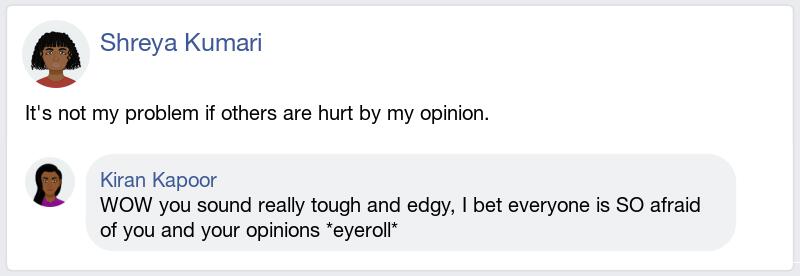 Shreya Kumari
It's not my problem if others are hurt by my opinion.
Kiran Kapoor
WOW you sound really tough and edgy, I bet everyone is SO afraid
of you and your opinions *eyeroll*